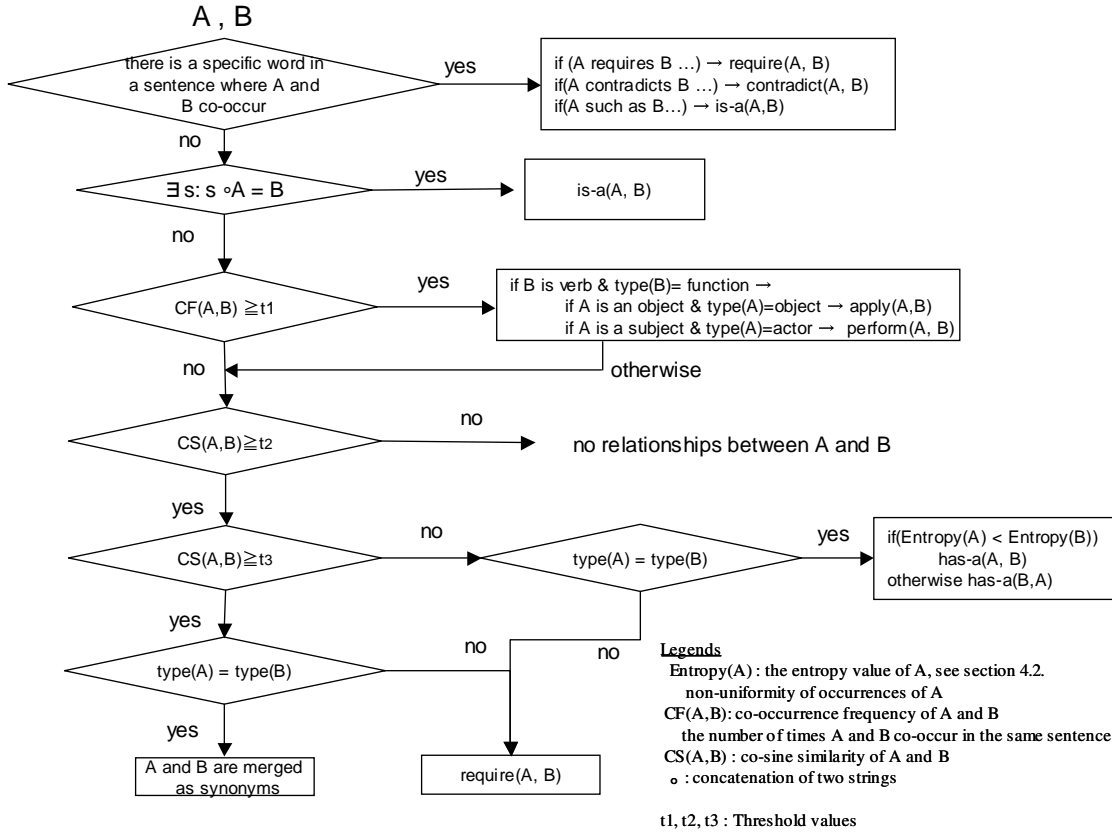 A , B
there is a specific word in
a sentence where A and
B co-occur
yes
if (A requires B …) → require(A, B)
if(A contradicts B …) → contradict(A, B)
if(A such as B…) → is-a(A,B)
no
∃ s: s ∘A = B
yes
is-a(A, B)
no
CF(A,B) ≧t1
yes
if B is verb & type(B)= function →
if A is an object & type(A)=object → apply(A,B)
if A is a subject & type(A)=actor → perform(A, B)
no
otherwise
CS(A,B)≧t2
no
no relationships between A and B
yes
CS(A,B)≧t3
no
type(A) = type(B)
yes
if(Entropy(A) < Entropy(B))
has-a(A, B)
otherwise has-a(B,A)
yes
type(A) = type(B)
no
no
yes
A and B are merged
as synonyms
require(A, B)
Legends
Entropy(A) : the entropy value of A, see section 4.2.
non-uniformity of occurrences of A
CF(A,B): co-occurrence frequency of A and B
the number of times A and B co-occur in the same sentence
CS(A,B) : co-sine similarity of A and B
∘ : concatenation of two strings
t1, t2, t3 : Threshold values